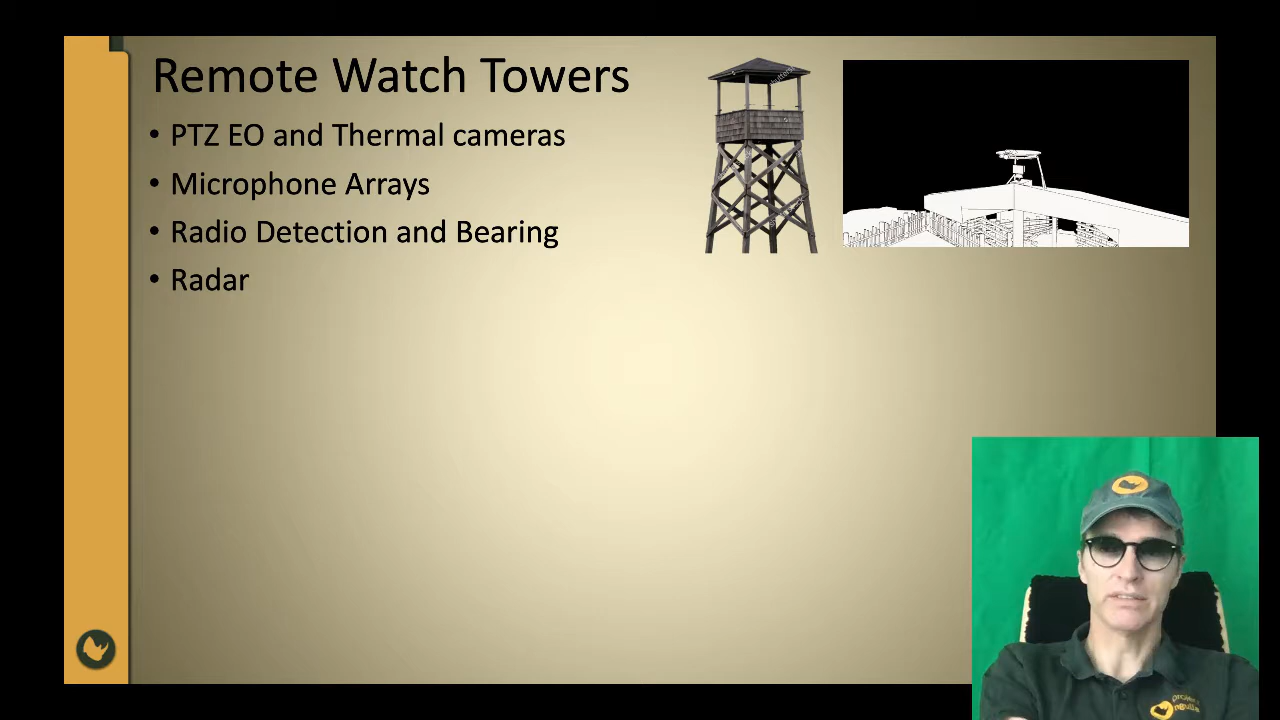 Remote Watch Towers
• PTZ EO and Thermal cameras
• Microphone Arrays
• Radio Detection and Bearing
• Radar